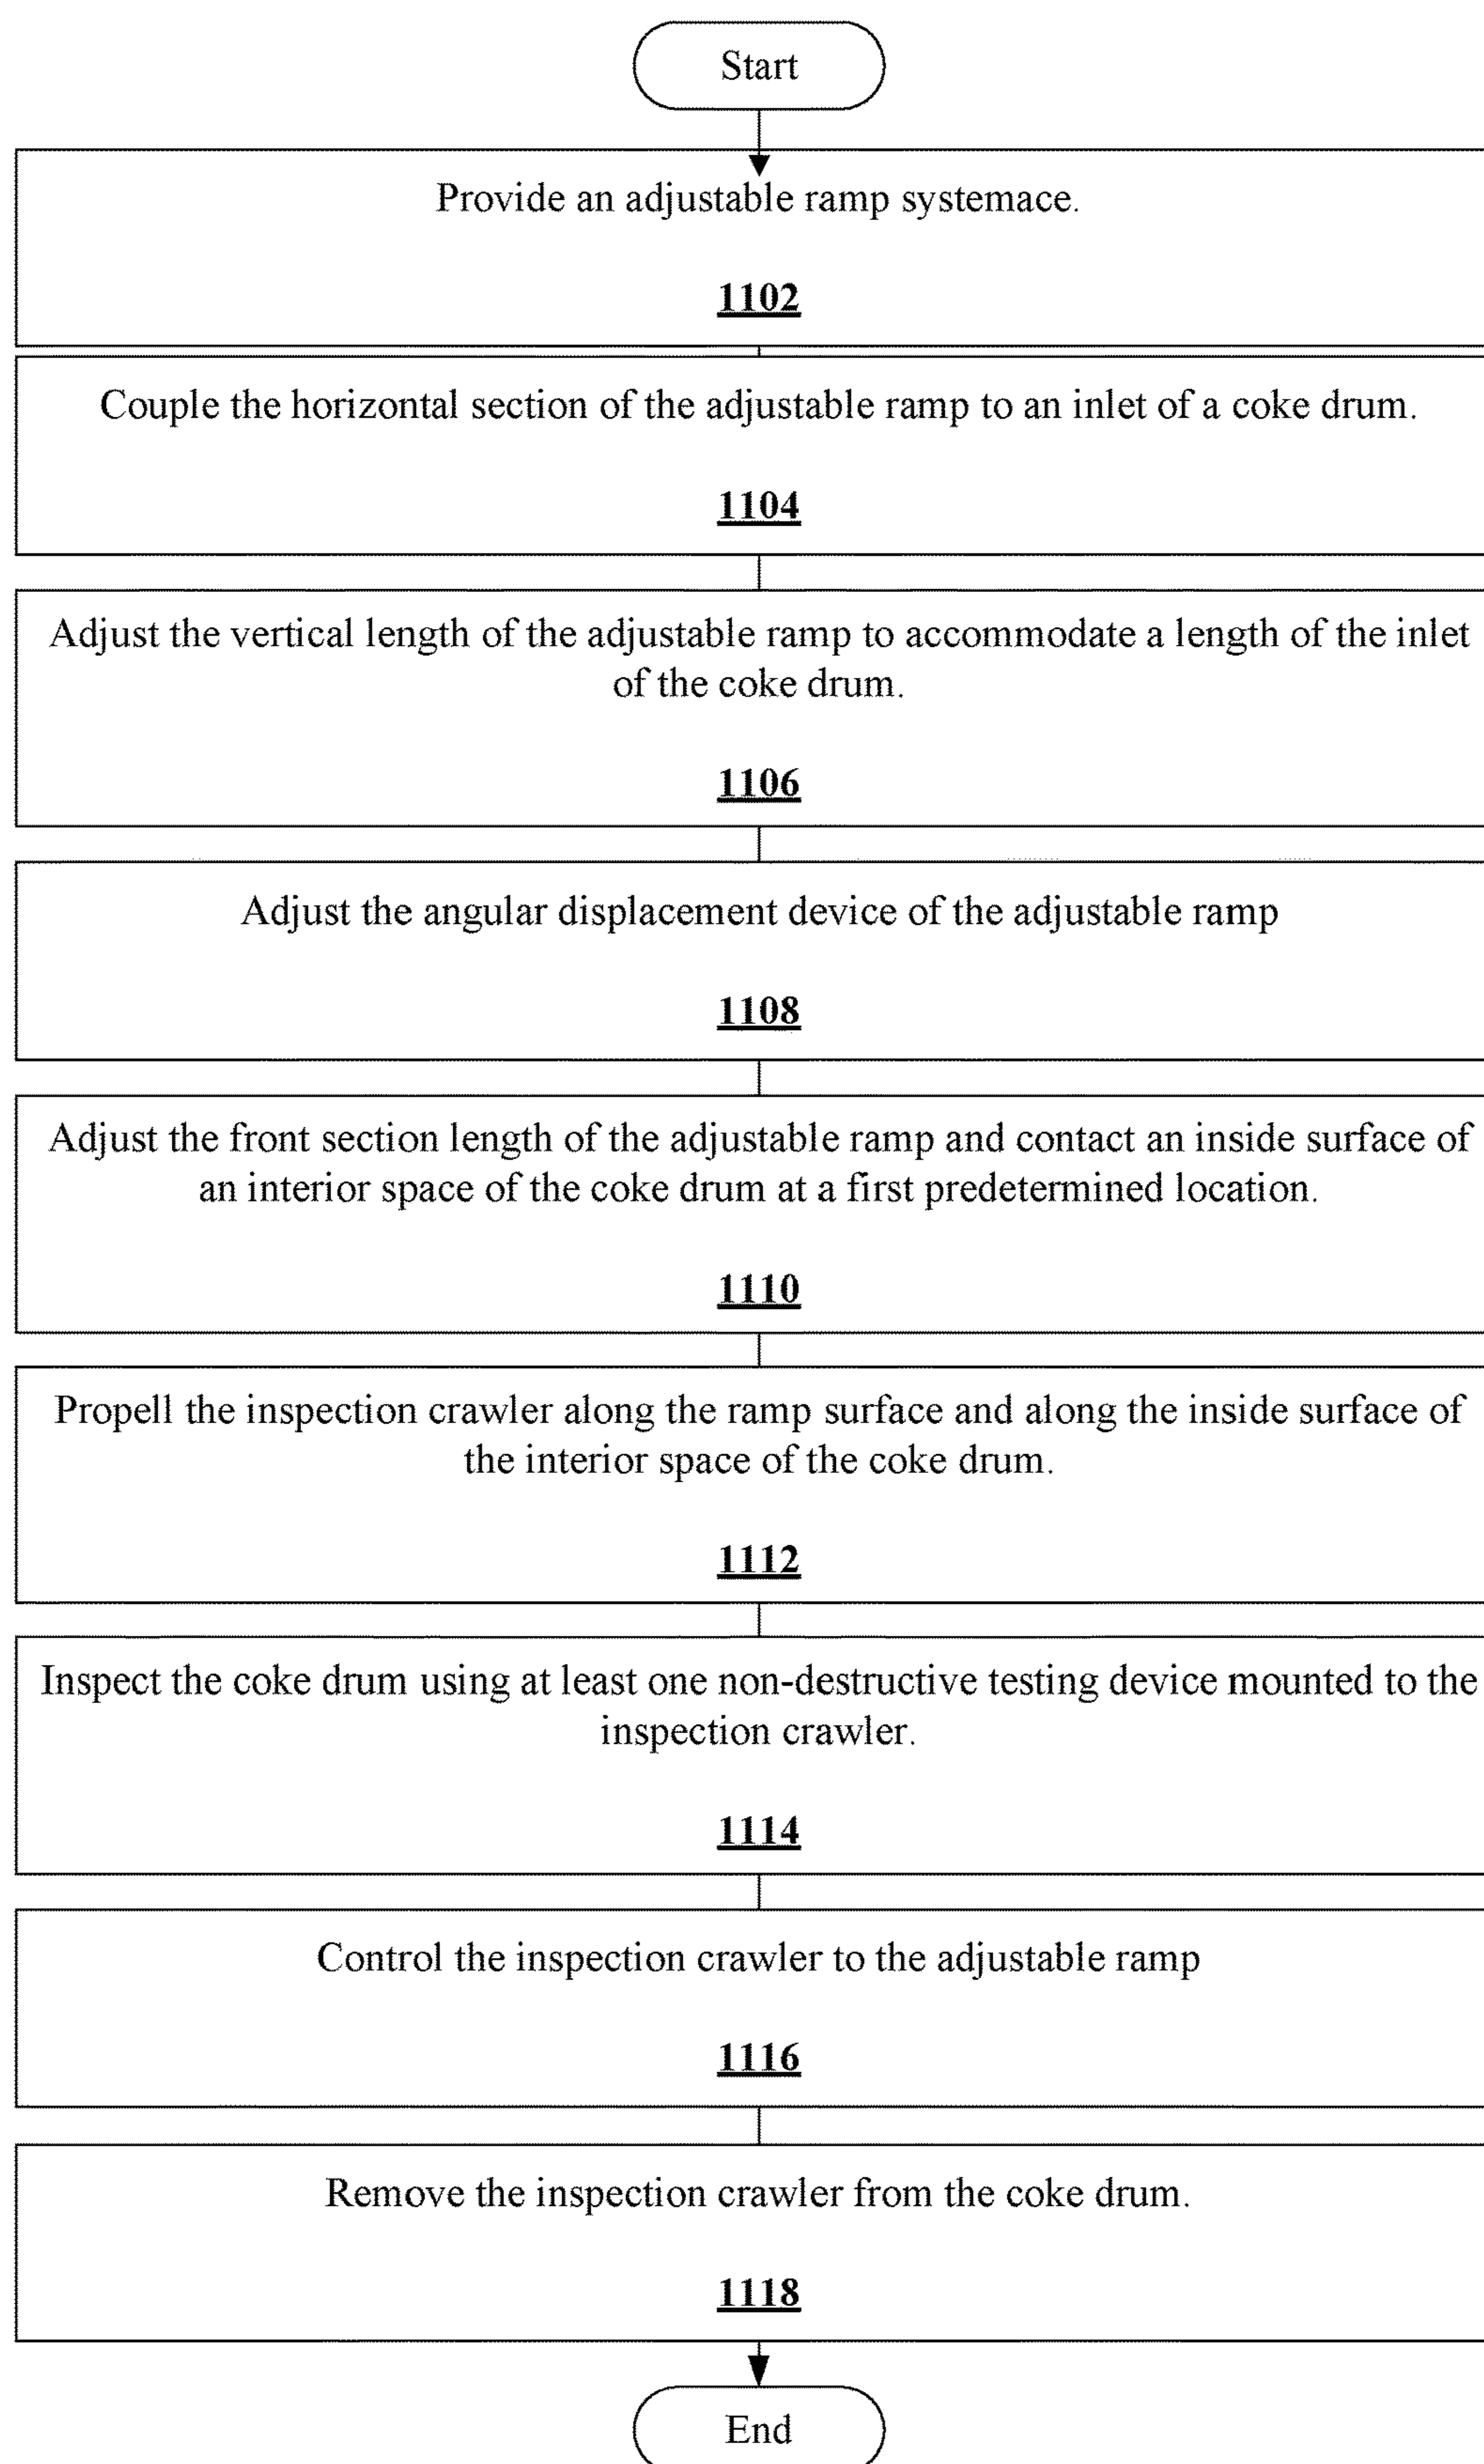 Start
Provide an adjustable ramp systemace.
1102
Couple the horizontal section of the adjustable ramp to an inlet of a coke drum.
1104
Adjust the vertical length of the adjustable ramp to accommodate a length of the inlet
of the coke drum.
1106
Adjust the angular displacement device of the adjustable ramp
1108
Adjust the front section length of the adjustable ramp and contact an inside surface of
an interior space of the coke drum at a first predetermined location.
1110
Propell the inspection crawler along the ramp surface and along the inside surface of
the interior space of the coke drum.
1112
Inspect the coke drum using at least one non-destructive testing device mounted to the
inspection crawler.
1114
Control the inspection crawler to the adjustable ramp
1116
Remove the inspection crawler from the coke drum.
1118
End